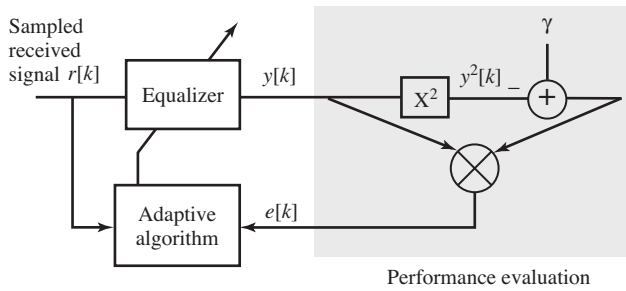 Sampled
received
signal r[k]
Equalizer
y[k]
X²
y²[k]
–
γ
+
Adaptive
algorithm
e[k]
Performance evaluation